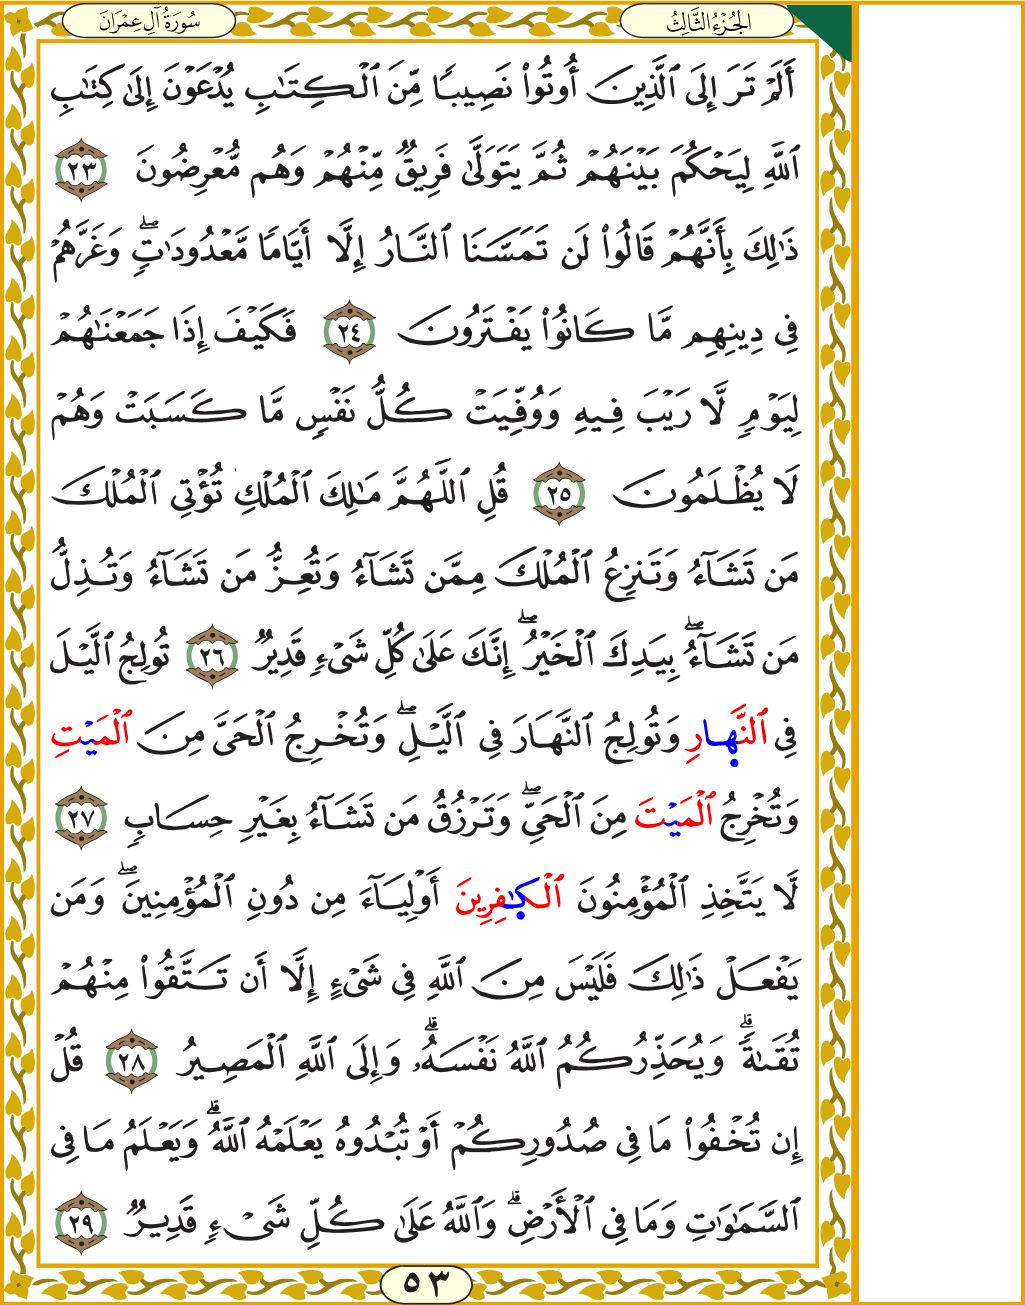 سُورَةُ آلِ عِمْرَانَ
الجُزْءُ الثَّالِثُ
أَلَمْ تَرَ إِلَى ٱلَّذِينَ أُوتُوا۟ نَصِيبًا مِّنَ ٱلْكِتَٰبِ يُدْعَوْنَ إِلَىٰ كِتَٰبِ
ٱللَّهِ لِيَحْكُمَ بَيْنَهُمْ ثُمَّ يَتَوَلَّىٰ فَرِيقٌ مِّنْهُمْ وَهُم مُّعْرِضُونَ ٢٣
ذَٰلِكَ بِأَنَّهُمْ قَالُوا۟ لَن تَمَسَّنَا ٱلنَّارُ إِلَّا أَيَّامًا مَّعْدُودَٰتٍۖ وَغَرَّهُمْ
فِى دِينِهِم مَّا كَانُوا۟ يَفْتَرُونَ ٢٤ فَكَيْفَ إِذَا جَمَعْنَٰهُمْ
لِيَوْمٍ لَّا رَيْبَ فِيهِ وَوُفِّيَتْ كُلُّ نَفْسٍ مَّا كَسَبَتْ وَهُمْ
لَا يُظْلَمُونَ ٢٥ قُلِ ٱللَّهُمَّ مَٰلِكَ ٱلْمُلْكِ تُؤْتِى ٱلْمُلْكَ
مَن تَشَآءُ وَتَنزِعُ ٱلْمُلْكَ مِمَّن تَشَآءُ وَتُعِزُّ مَن تَشَآءُ وَتُذِلُّ
مَن تَشَآءُۖ بِيَدِكَ ٱلْخَيْرُۖ إِنَّكَ عَلَىٰ كُلِّ شَىْءٍ قَدِيرٌ ٢٦ تُولِجُ ٱلَّيْلَ
فِى ٱلنَّهَارِ وَتُولِجُ ٱلنَّهَارَ فِى ٱلَّيْلِۖ وَتُخْرِجُ ٱلْحَىَّ مِنَ ٱلْمَيْتِ
وَتُخْرِجُ ٱلْمَيْتَ مِنَ ٱلْحَىِّۖ وَتَرْزُقُ مَن تَشَآءُ بِغَيْرِ حِسَابٍ ٢٧
لَّا يَتَّخِذِ ٱلْمُؤْمِنُونَ ٱلْكَٰفِرِينَ أَوْلِيَآءَ مِن دُونِ ٱلْمُؤْمِنِينَۖ وَمَن
يَفْعَلْ ذَٰلِكَ فَلَيْسَ مِنَ ٱللَّهِ فِى شَىْءٍ إِلَّا أَن تَتَّقُوا۟ مِنْهُمْ
تُقَىٰةًۗ وَيُحَذِّرُكُمُ ٱللَّهُ نَفْسَهُۥۗ وَإِلَى ٱللَّهِ ٱلْمَصِيرُ ٢٨ قُلْ
إِن تُخْفُوا۟ مَا فِى صُدُورِكُمْ أَوْ تُبْدُوهُ يَعْلَمْهُ ٱللَّهُۗ وَيَعْلَمُ مَا فِى
ٱلسَّمَٰوَٰتِ وَمَا فِى ٱلْأَرْضِۗ وَٱللَّهُ عَلَىٰ كُلِّ شَىْءٍ قَدِيرٌ ٢٩
٥٣